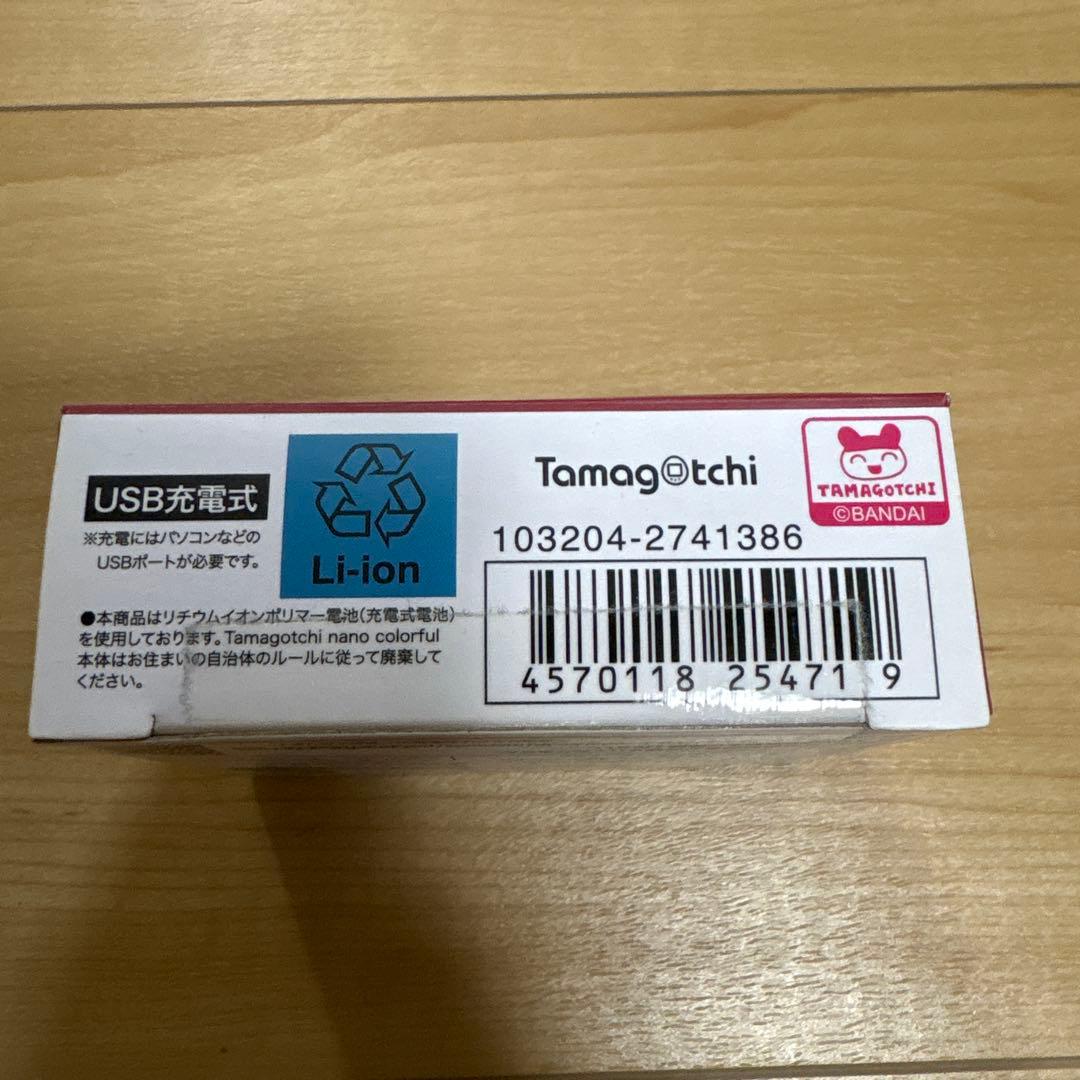 USB充電式
※充電にはパソコンなどの
USBポートが必要です。
Li-ion
●本商品はリチウムイオンポリマー電池(充電式電池)
を使用しております。Tamagotchi nano colorful
本体はお住まいの自治体のルールに従って廃棄して
ください。
Tamagotchi
TAMAGOTCHI
©BANDAI
103204-2741386
4570118 254719